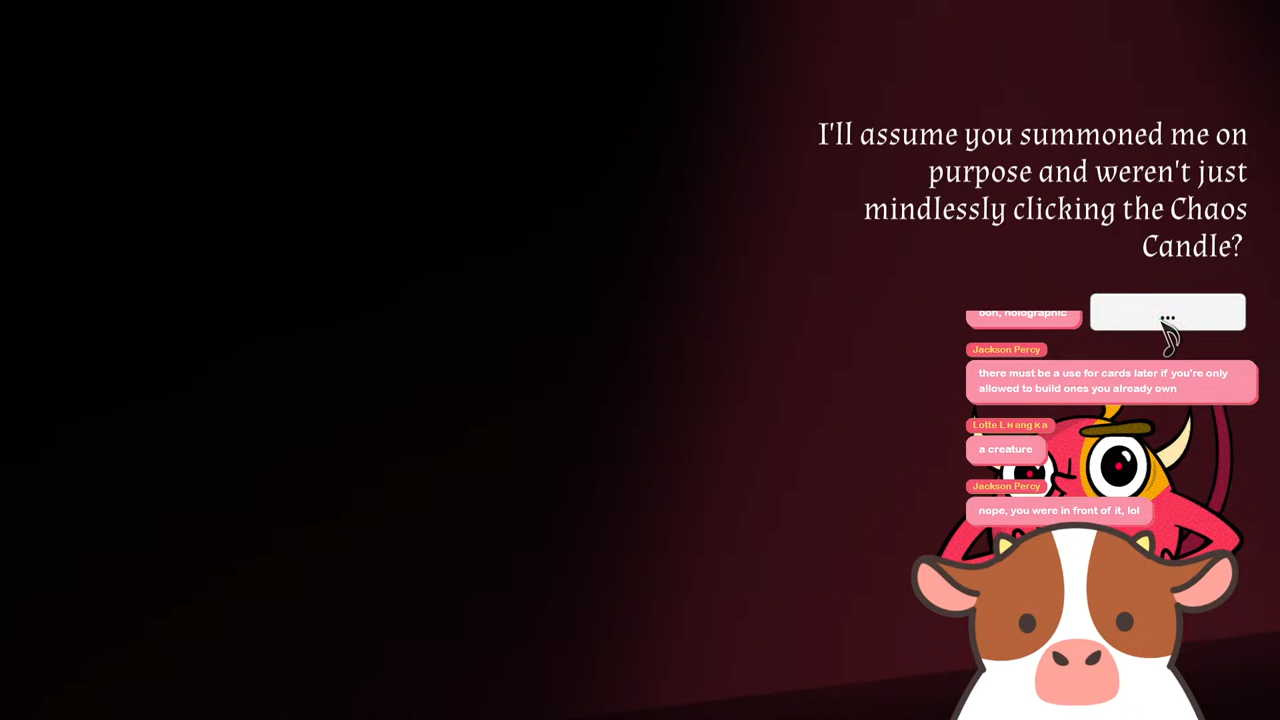 I'll assume you summoned me on
purpose and weren't just
mindlessly clicking the Chaos
Candle?
...
ooh, holographic
Jackson Percy
there must be a use for cards later if you're only
allowed to build ones you already own
Lotte L H ang K a
a creature
Jackson Percy
nope, you were in front of it, lol